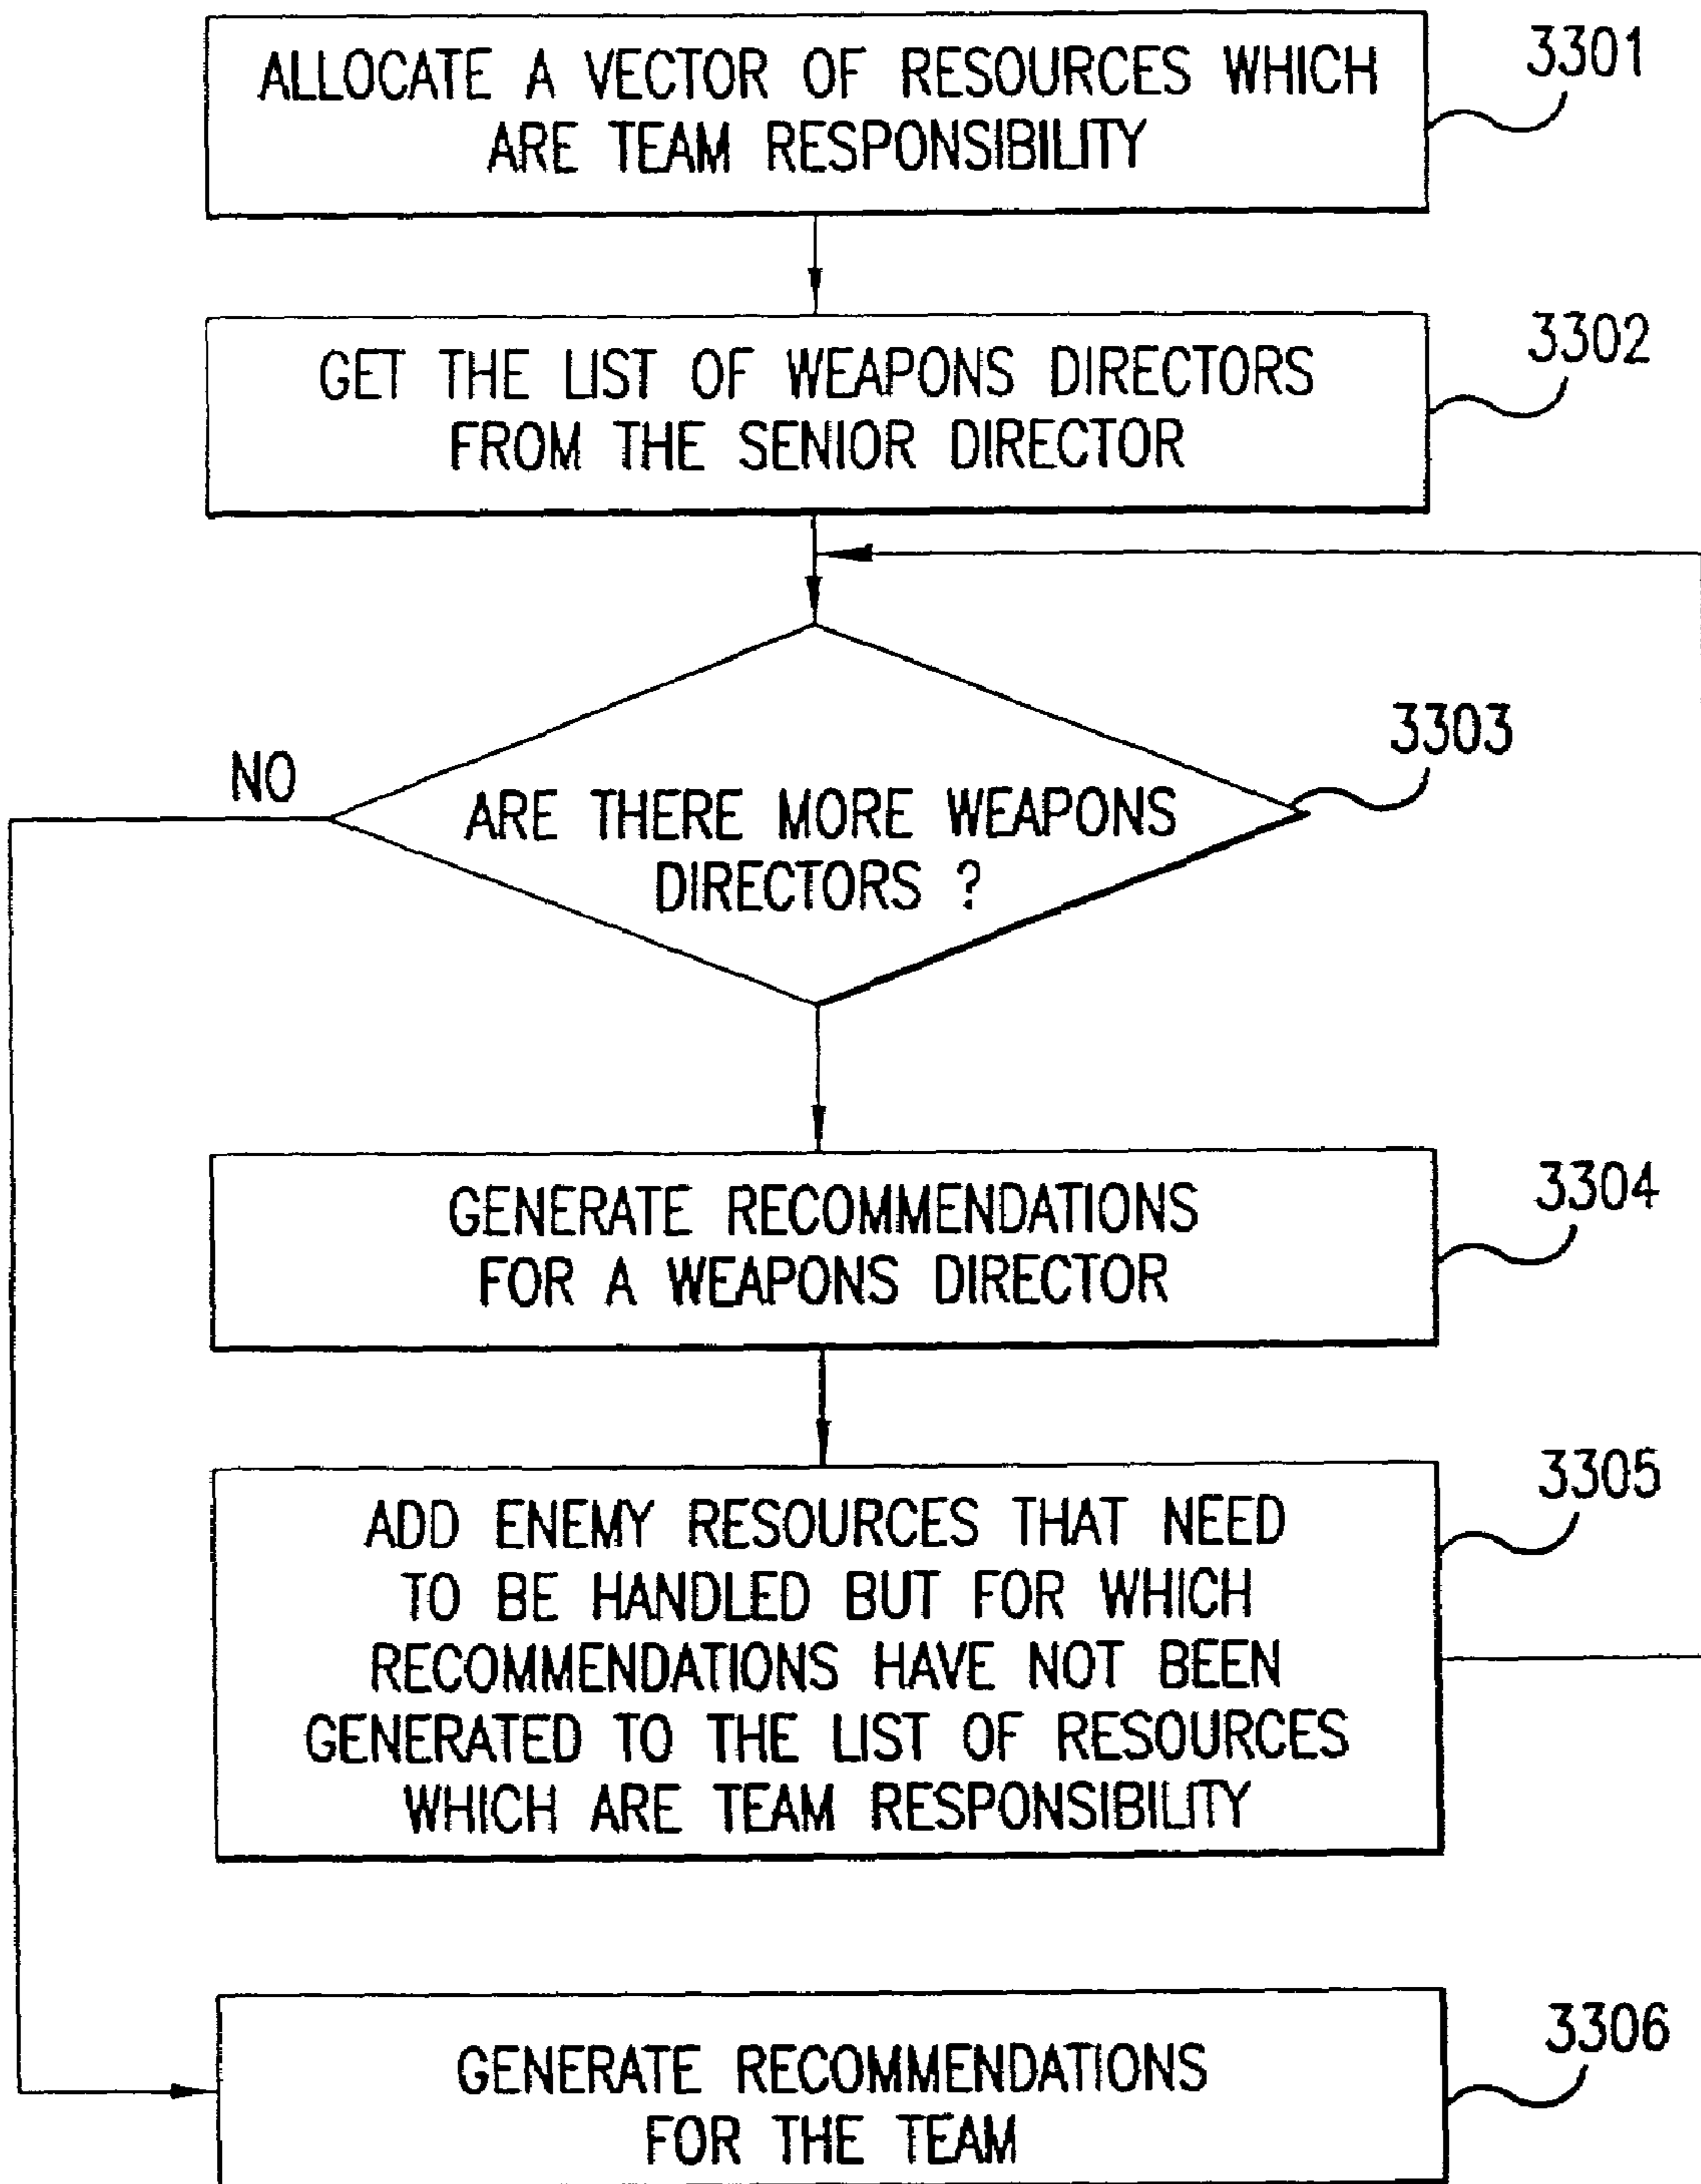 ALLOCATE A VECTOR OF RESOURCES WHICH
ARE TEAM RESPONSIBILITY
3301
GET THE LIST OF WEAPONS DIRECTORS
FROM THE SENIOR DIRECTOR
3302
NO
ARE THERE MORE WEAPONS
DIRECTORS ?
3303
GENERATE RECOMMENDATIONS
FOR A WEAPONS DIRECTOR
3304
ADD ENEMY RESOURCES THAT NEED
TO BE HANDLED BUT FOR WHICH
RECOMMENDATIONS HAVE NOT BEEN
GENERATED TO THE LIST OF RESOURCES
WHICH ARE TEAM RESPONSIBILITY
3305
GENERATE RECOMMENDATIONS
FOR THE TEAM
3306